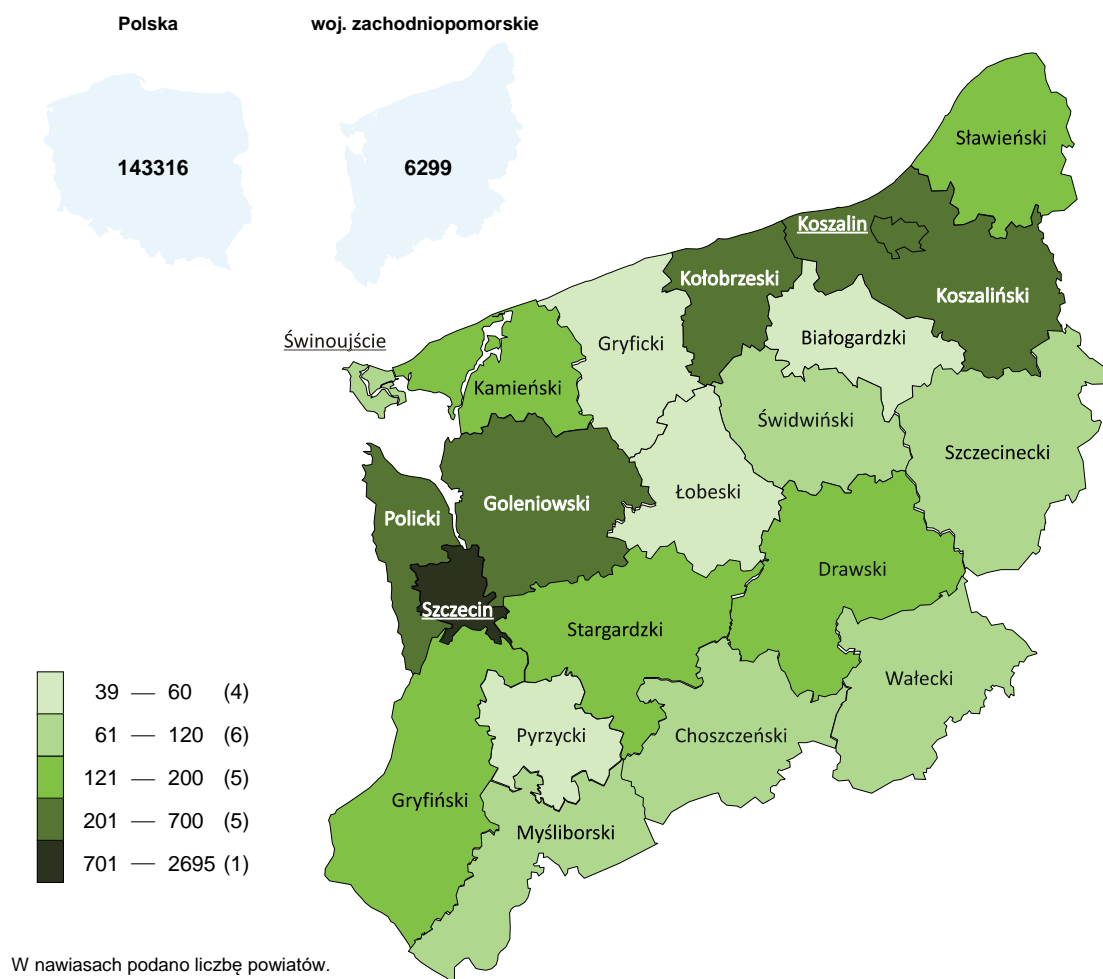 Polska
woj. zachodniopomorskie
143316
6299
Sławieński
Koszalin
Kołobrzeski
Koszaliński
Świnoujście
Gryficki
Białogardzki
Kamieński
Świdwiński
Szczecinecki
Łobeski
Goleniowski
Policki
Drawski
Szczecin
Stargardzki
Wałecki
Pyrzycki
Choszczeński
Gryfiński
Myśliborski
39 — 60 (4)
61 — 120 (6)
121 — 200 (5)
201 — 700 (5)
701 — 2695 (1)
W nawiasach podano liczbę powiatów.